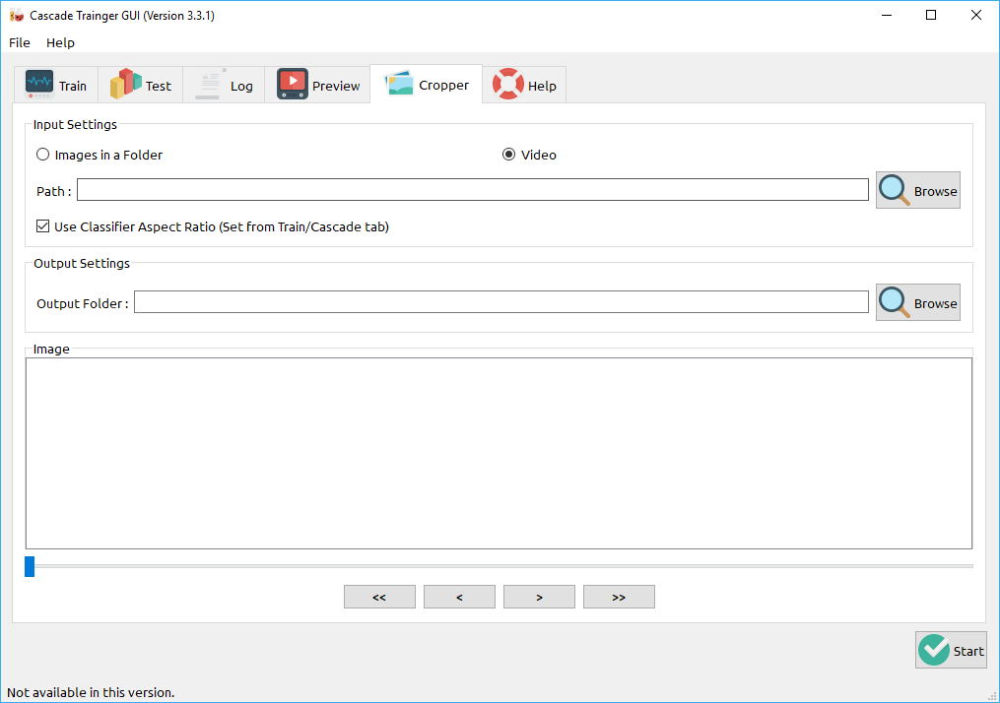 Cascade Trainger GUI (Version 3.3.1)
File Help
Train Test Log Preview Cropper Help
Input Settings
Images in a Folder Video
Path : Browse
Use Classifier Aspect Ratio (Set from Train/Cascade tab)
Output Settings
Output Folder : Browse
Image
<< < > >>
Start
Not available in this version.